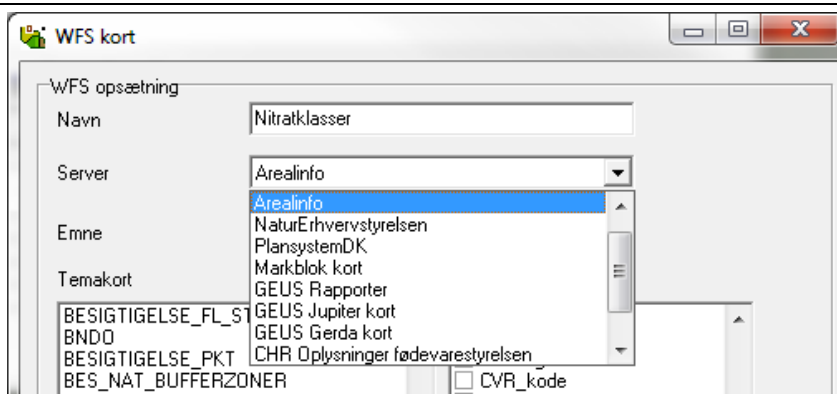 WFS kort
WFS opsætning
Navn
Nitratklasser
Server
Arealinfo
Arealinfo
NaturErhvervstyrelsen
PlansystemDK
Markblok kort
GEUS Rapporter
GEUS Jupiter kort
GEUS Gerda kort
CHR Oplysninger fødevarestyrelsen
Emne
Temakort
BESIGTIGELSE_FL_ST
BNDO
BESIGTIGELSE_PKT
BES_NAT_BUFFERZONER
CVR_kode